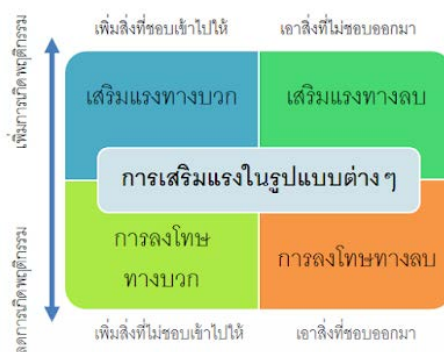 เพิ่มสิ่งที่ชอบเข้าไปให้
เอาสิ่งที่ไม่ชอบออกมา
เพิ่มการเกิดพฤติกรรม
เสริมแรงทางบวก
เสริมแรงทางลบ
การเสริมแรงในรูปแบบต่างๆ
การลงโทษ
ทางบวก
การลงโทษทางลบ
ลดการเกิดพฤติกรรม
เพิ่มสิ่งที่ไม่ชอบเข้าไปให้
เอาสิ่งที่ชอบออกมา